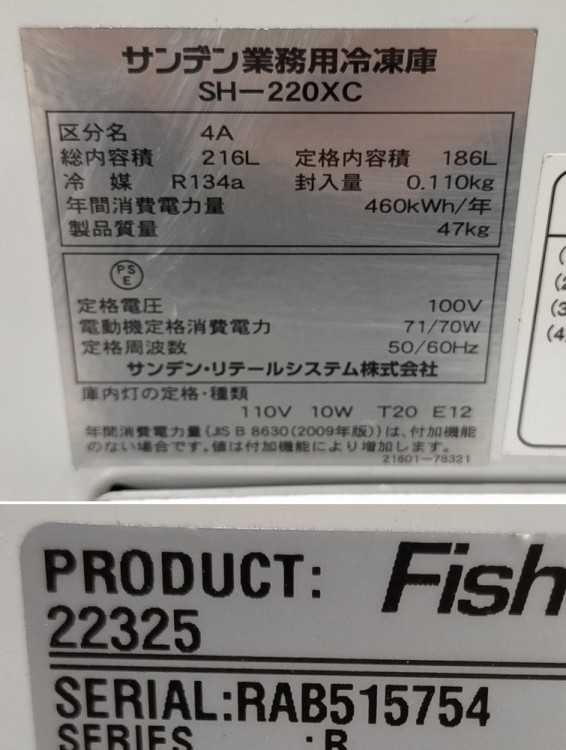 サンデン業務用冷凍庫
SH-220XC
区分名 4A
総内容積 216L 定格内容積 186L
冷媒 R134a 封入量 0.110kg
年間消費電力量 460kWh/年
製品質量 47kg
PS E
定格電圧 100V
電動機定格消費電力 71/70W
定格周波数 50/60Hz
サンデン・リテールシステム株式会社
庫内灯の定格・種類
110V 10W T20 E12
年間消費電力量(JIS B 8630(2009年版))は、付加機能
のない場合です。値は付加機能により増加します。
21601-78321
(1
(2
(3
(4
PRODUCT: Fish
22325
SERIAL:RAB515754
SERIES :B